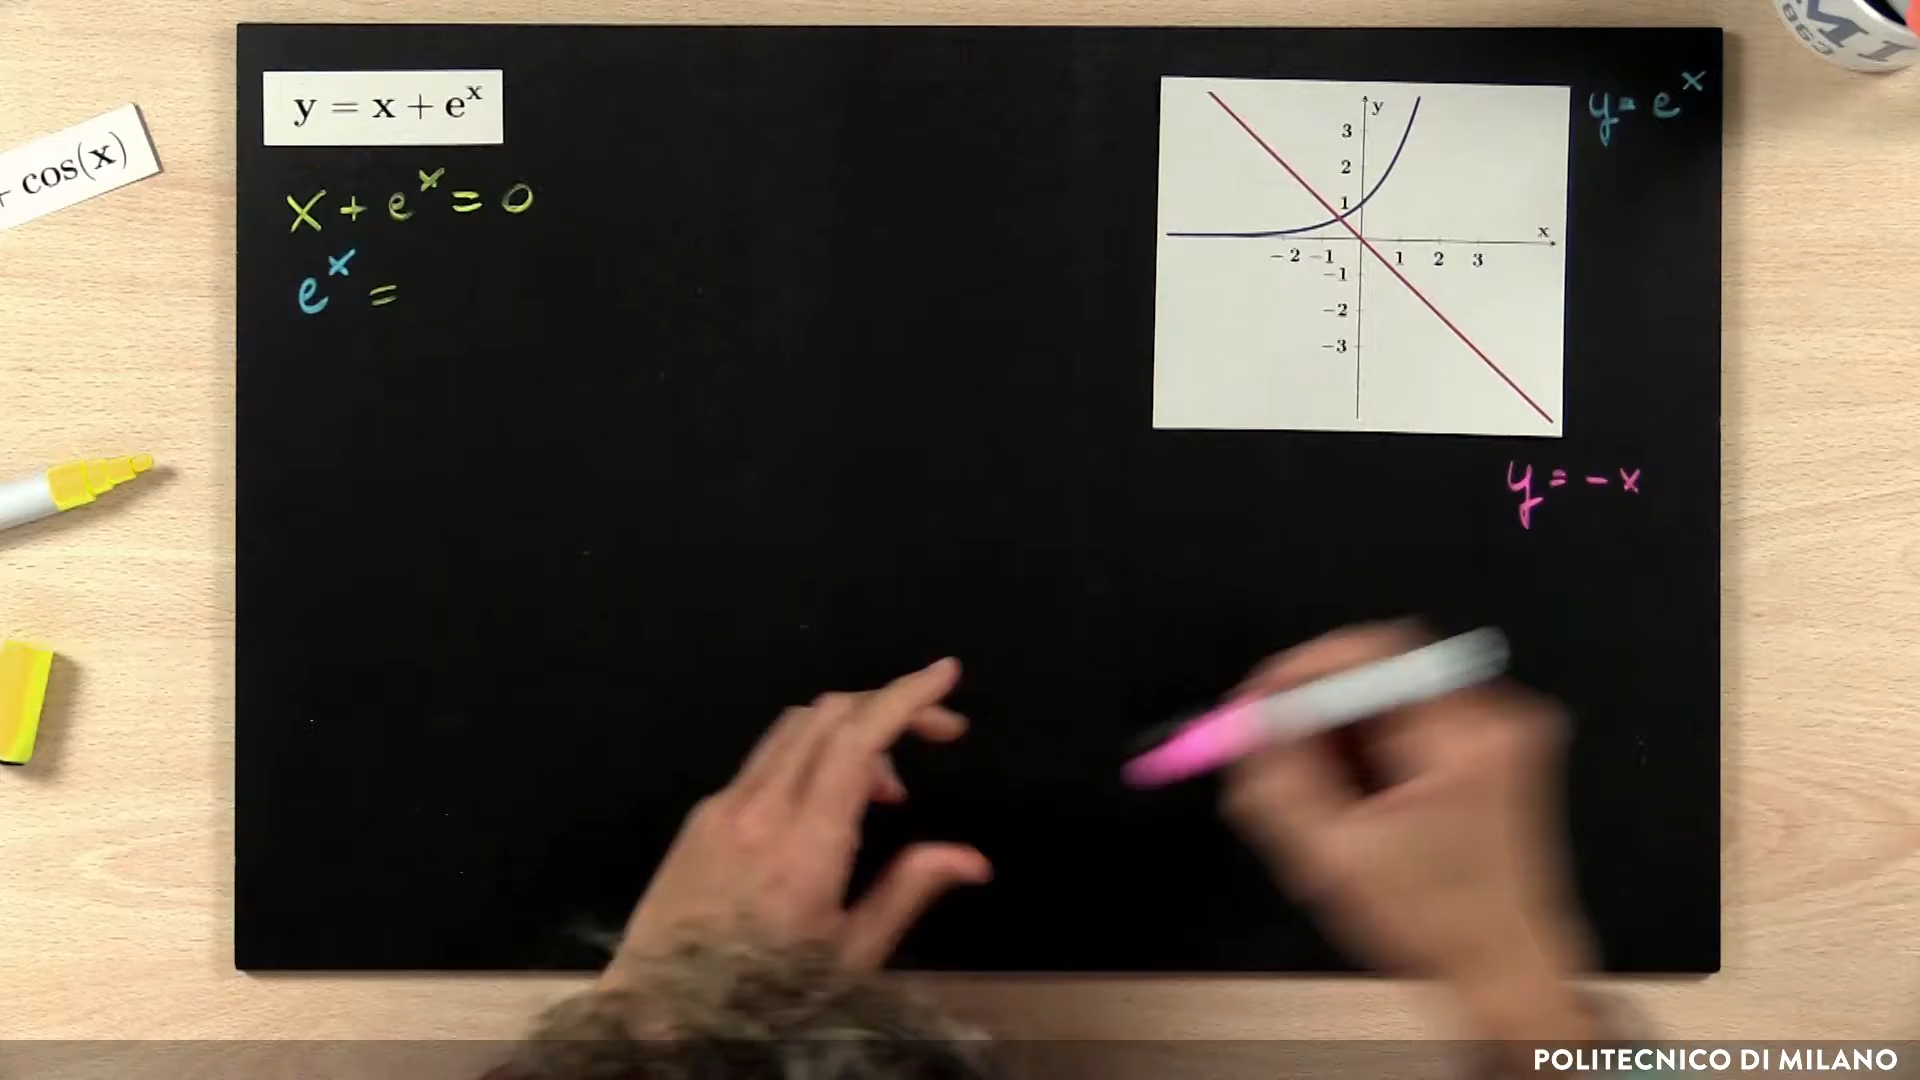 y = x + e^x
+ cos(x)
x + e^x = 0
e^x =
y
3
2
1
x
-2 -1 1 2 3
-1
-2
-3
y = e^x
y = -x
POLITECNICO DI MILANO